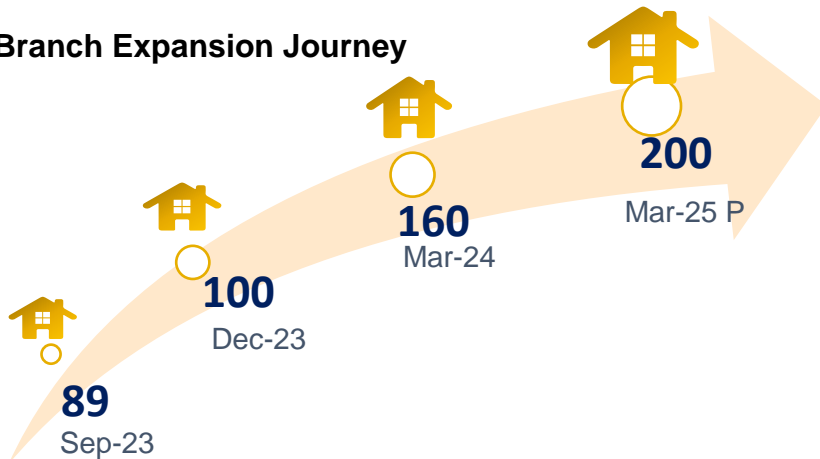 Branch Expansion Journey
200
Mar-25 P
160
Mar-24
100
Dec-23
89
Sep-23